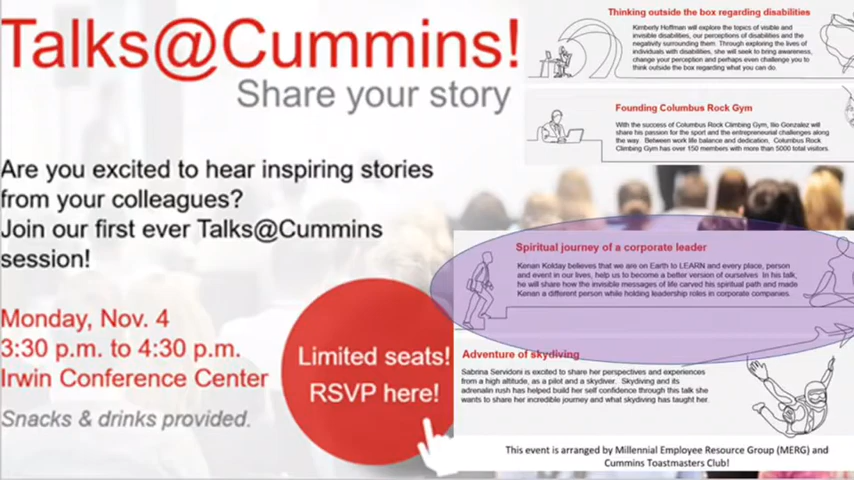 Talks@Cummins!
Share your story
Are you excited to hear inspiring stories
from your colleagues?
Join our first ever Talks@Cummins
session!
Monday, Nov. 4
3:30 p.m. to 4:30 p.m.
Irwin Conference Center
Snacks & drinks provided.
Limited seats!
RSVP here!
Thinking outside the box regarding disabilities
Kimberly Hoffman will explore the topics of visible and
invisible disabilities, our perceptions of disabilities and the
negativity surrounding them. Through exploring the lives of
individuals with disabilities, she will seek to bring awareness,
change your perception and perhaps even challenge you to
think outside the box regarding what you can do.
Founding Columbus Rock Gym
With the success of Columbus Rock Climbing Gym, Ilio Gonzalez will
share his passion for the sport and the entrepreneurial challenges along
the way. Between work life balance and dedication, Columbus Rock
Climbing Gym has over 150 members with more than 5000 total visitors.
Spiritual journey of a corporate leader
Kenan Kolday believes that we are on Earth to LEARN and every place, person
and event in our lives, help us to become a better version of ourselves. In his talk,
he will share how the invisible messages of life carved his spiritual path and made
Kenan a different person while holding leadership roles in corporate companies.
Adventure of skydiving
Sabrina Servidoni is excited to share her perspectives and experiences
from a high altitude, as a pilot and a skydiver. Skydiving and its
adrenalin rush has helped build her self confidence through this talk she
wants to share her incredible journey and what skydiving has taught her.
This event is arranged by Millennial Employee Resource Group (MERG) and
Cummins Toastmasters Club!